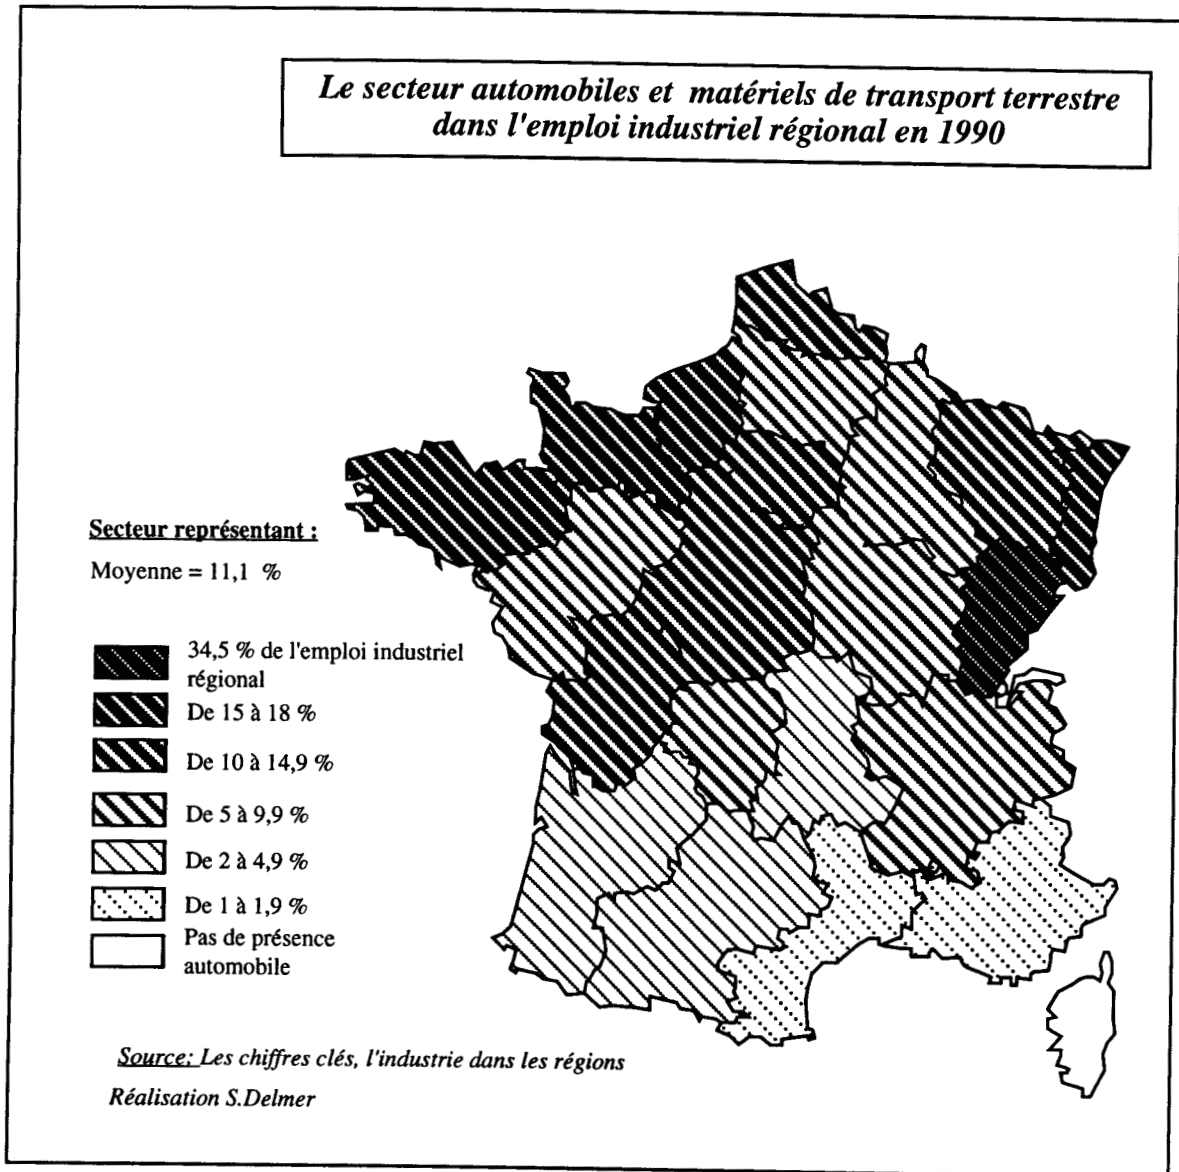 Le secteur automobiles et matériels de transport terrestre
dans l'emploi industriel régional en 1990
Secteur représentant :
Moyenne = 11,1 %
34,5 % de l'emploi industriel
régional
De 15 à 18 %
De 10 à 14,9 %
De 5 à 9,9 %
De 2 à 4,9 %
De 1 à 1,9 %
Pas de présence
automobile
Source: Les chiffres clés, l'industrie dans les régions
Réalisation S.Delmer